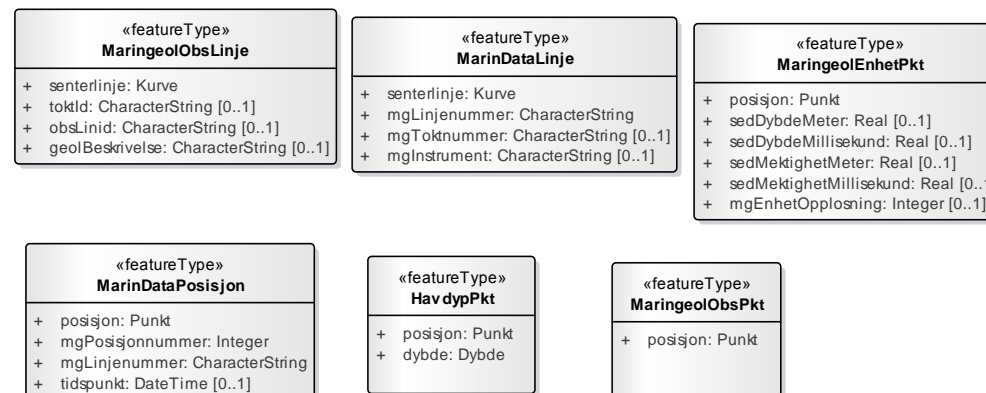 «featureType»
MaringeolObsLinje
+ senterlinje: Kurve
+ toktId: CharacterString [0..1]
+ obsLinid: CharacterString [0..1]
+ geolBeskrivelse: CharacterString [0..1]
«featureType»
MarinDataLinje
+ senterlinje: Kurve
+ mgLinjenummer: CharacterString
+ mgToktnummer: CharacterString [0..1]
+ mgInstrument: CharacterString [0..1]
«featureType»
MaringeolEnhetPkt
+ posisjon: Punkt
+ sedDybdeMeter: Real [0..1]
+ sedDybdeMillisekund: Real [0..1]
+ sedMektighetMeter: Real [0..1]
+ sedMektighetMillisekund: Real [0..1
+ mgEnhetOpplosning: Integer [0..1]
«featureType»
MarinDataPosisjon
+ posisjon: Punkt
+ mgPosisjonnummer: Integer
+ mgLinjenummer: CharacterString
+ tidspunkt: DateTime [0..1]
«featureType»
HavdypPkt
+ posisjon: Punkt
+ dybde: Dybde
«featureType»
MaringeolObsPkt
+ posisjon: Punkt